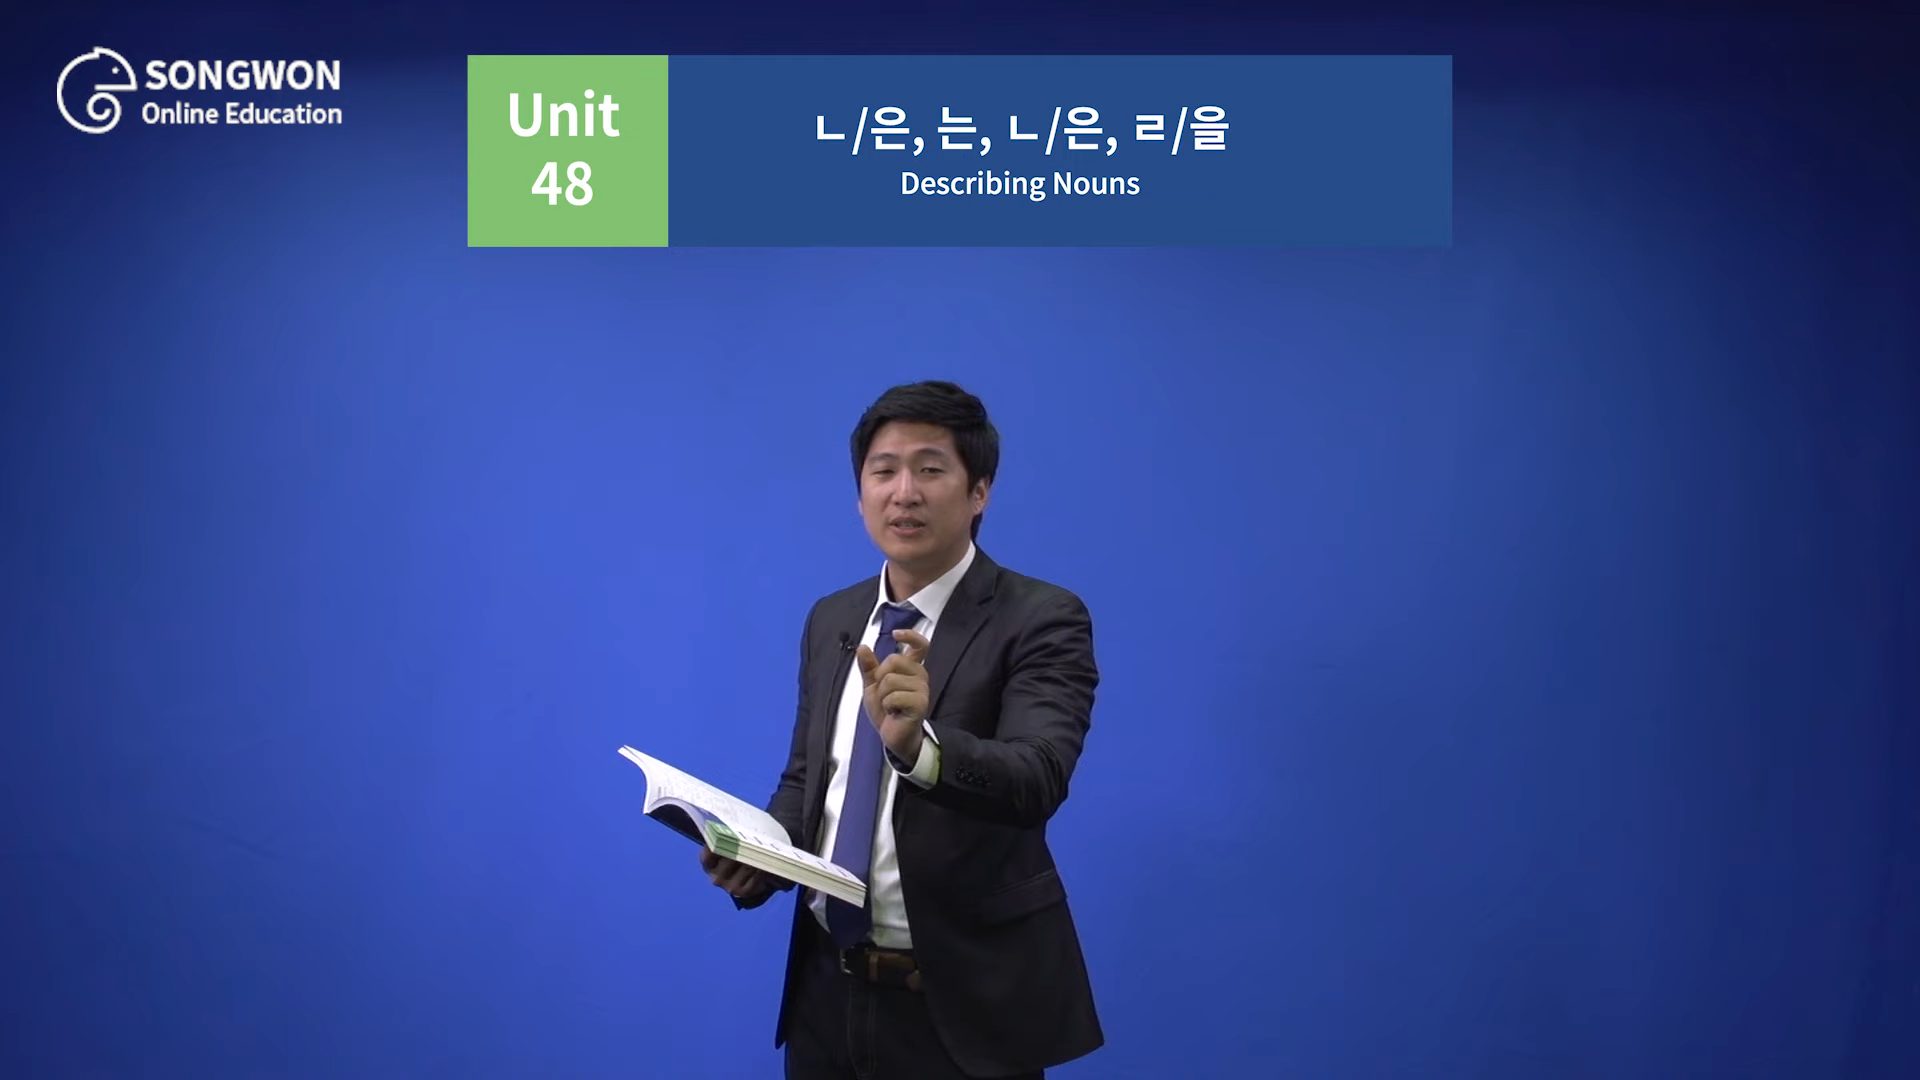 SONGWON
Online Education
Unit
48
ㄴ/은, 는, ㄴ/은, ㄹ/을
Describing Nouns